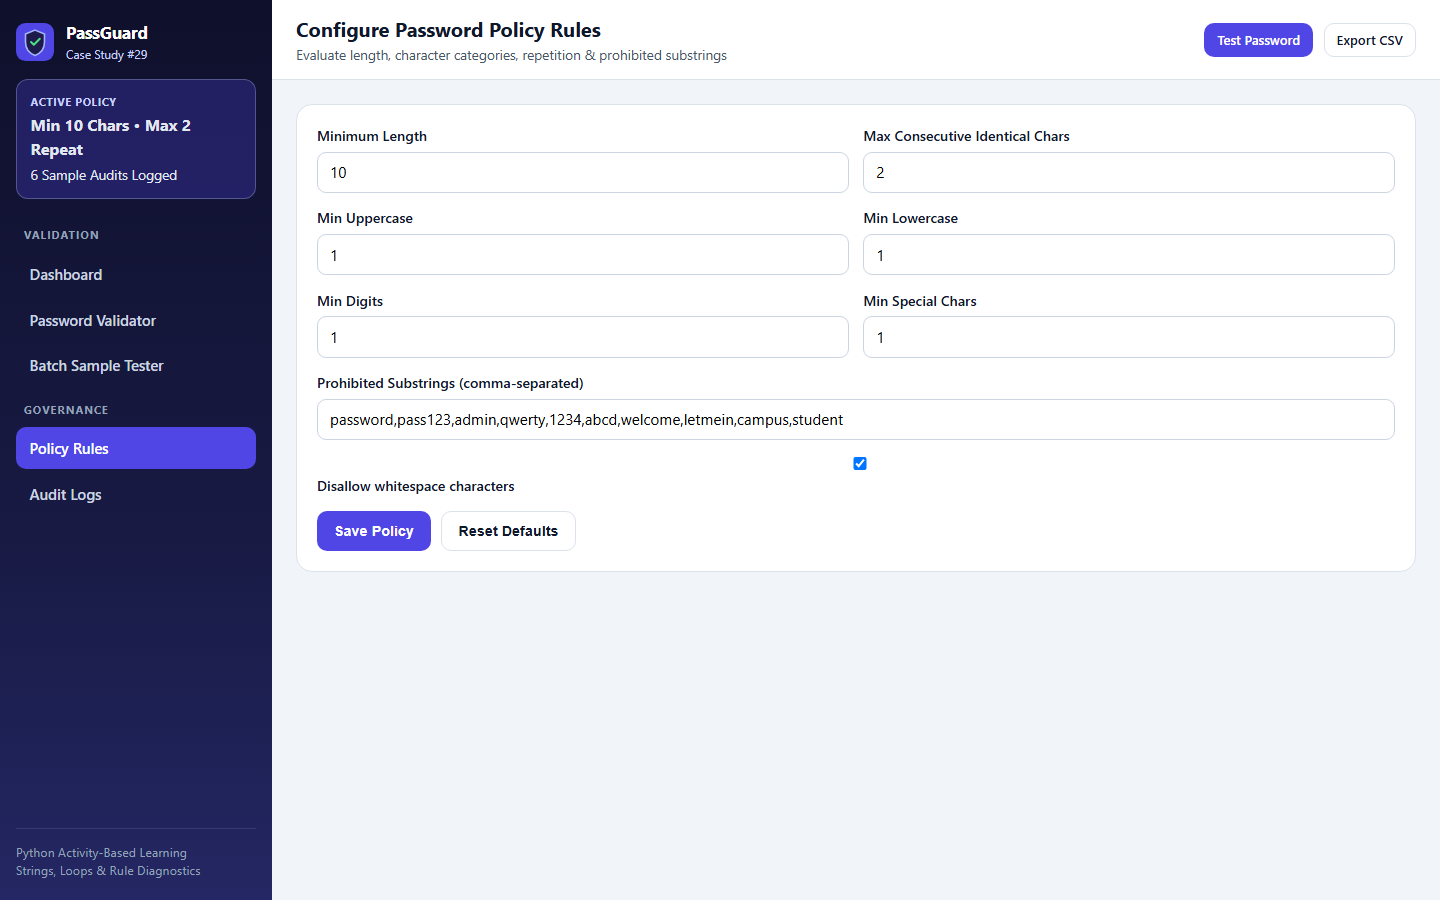 PassGuard
Case Study #29
ACTIVE POLICY
Min 10 Chars • Max 2
Repeat
6 Sample Audits Logged
VALIDATION
Dashboard
Password Validator
Batch Sample Tester
GOVERNANCE
Policy Rules
Audit Logs
Python Activity-Based Learning
Strings, Loops & Rule Diagnostics
Configure Password Policy Rules
Evaluate length, character categories, repetition & prohibited substrings
Test Password
Export CSV
Minimum Length
10
Max Consecutive Identical Chars
2
Min Uppercase
1
Min Lowercase
1
Min Digits
1
Min Special Chars
1
Prohibited Substrings (comma-separated)
password,pass123,admin,qwerty,1234,abcd,welcome,letmein,campus,student
Disallow whitespace characters
Save Policy
Reset Defaults